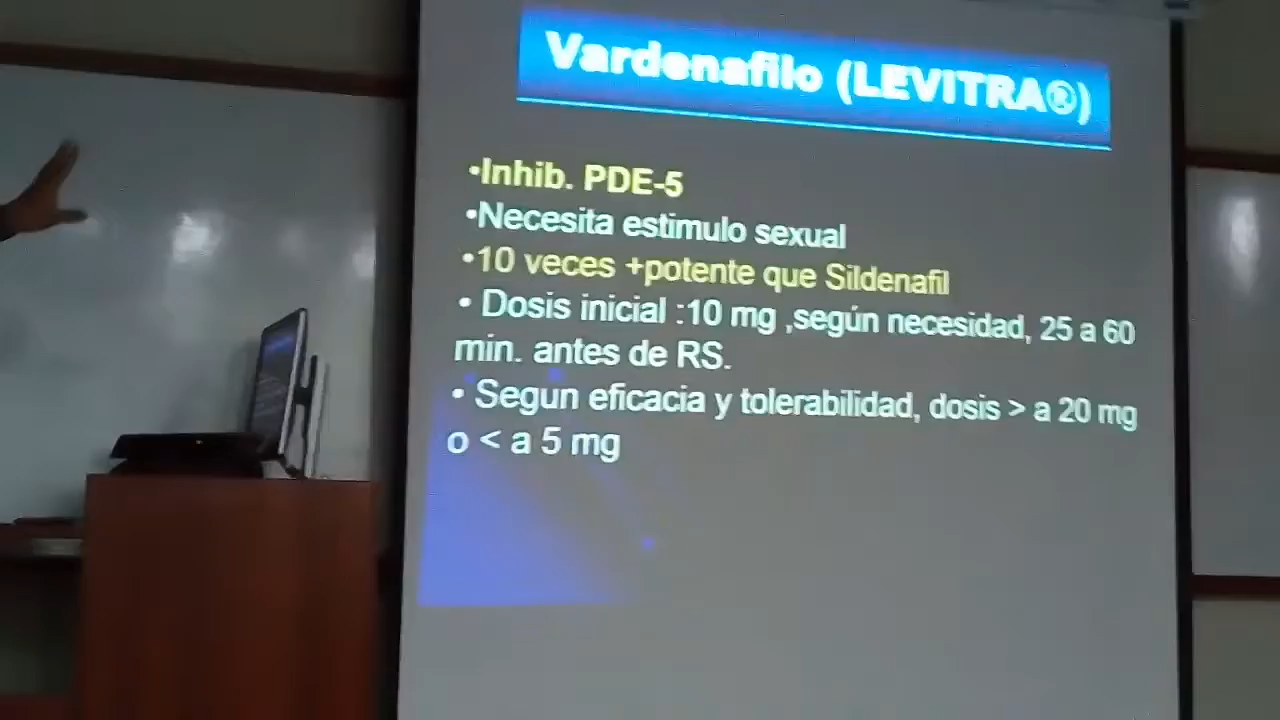 Vardenafilo (LEVITRA®)
•Inhib. PDE-5
•Necesita estimulo sexual
•10 veces +potente que Sildenafil
• Dosis inicial :10 mg ,según necesidad, 25 a 60
min. antes de RS.
• Segun eficacia y tolerabilidad, dosis > a 20 mg
o < a 5 mg